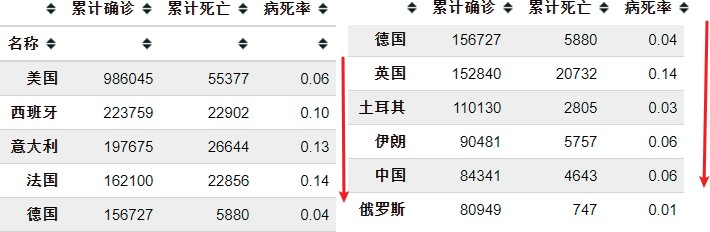 累计确诊 累计死亡 病死率
名称
美国 986045 55377 0.06
西班牙 223759 22902 0.10
意大利 197675 26644 0.13
法国 162100 22856 0.14
德国 156727 5880 0.04
累计确诊 累计死亡 病死率
德国 156727 5880 0.04
英国 152840 20732 0.14
土耳其 110130 2805 0.03
伊朗 90481 5757 0.06
中国 84341 4643 0.06
俄罗斯 80949 747 0.01